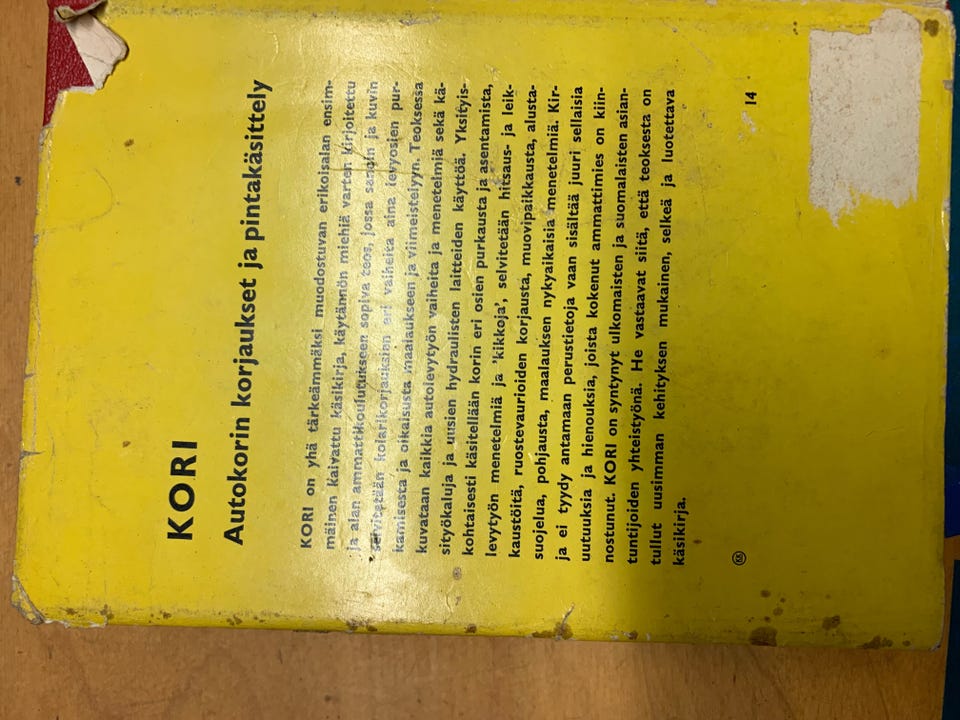 KORI
Autokorin korjaukset ja pintakäsittely
KORI on yhä tärkeämmäksi muodostuvan erikoisalan ensim-
mäinen kaivattu käsikirja, käytännön miehiä varten kirjoitettu
ja alan ammattikoulutukseen sopiva teos, jossa sanoin ja kuvin
selvitetään kolarikorjauksien eri vaiheita aina levyosien pur-
kamisesta ja oikaisusta maalaukseen ja viimeistelyyn. Teoksessa
kuvataan kaikkia autolevytyön vaiheita ja menetelmiä sekä kä-
sityökaluja ja uusien hydraulisten laitteiden käyttöä. Yksityis-
kohtaisesti käsitellään korin eri osien purkausta ja asentamista,
levytyön menetelmiä ja 'kikkoja', selvitetään hitsaus- ja leik-
kaustöitä, ruostevaurioiden korjausta, muovipaikkausta, alusta-
suojelua, pohjausta, maalauksen nykyaikaisia menetelmiä. Kir-
ja ei tyydy antamaan perustietoja vaan sisältää juuri sellaisia
uutuuksia ja hienouksia, joista kokenut ammattimies on kiin-
nostunut. KORI on syntynyt ulkomaisten ja suomalaisten asian-
tuntijoiden yhteistyönä. He vastaavat siitä, että teoksesta on
tullut uusimman kehityksen mukainen, selkeä ja luotettava
käsikirja.
14